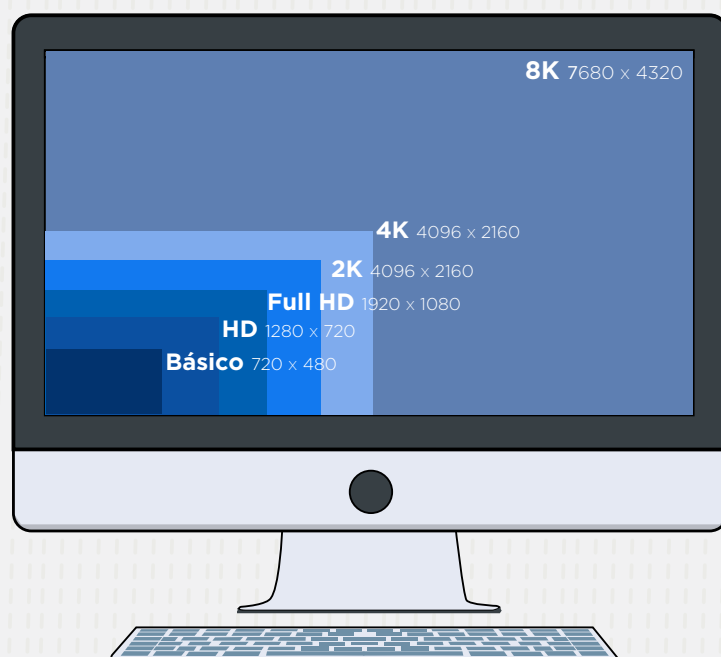 8K 7680 x 4320
4K 4096 x 2160
2K 4096 x 2160
Full HD 1920 x 1080
HD 1280 x 720
Básico 720 x 480